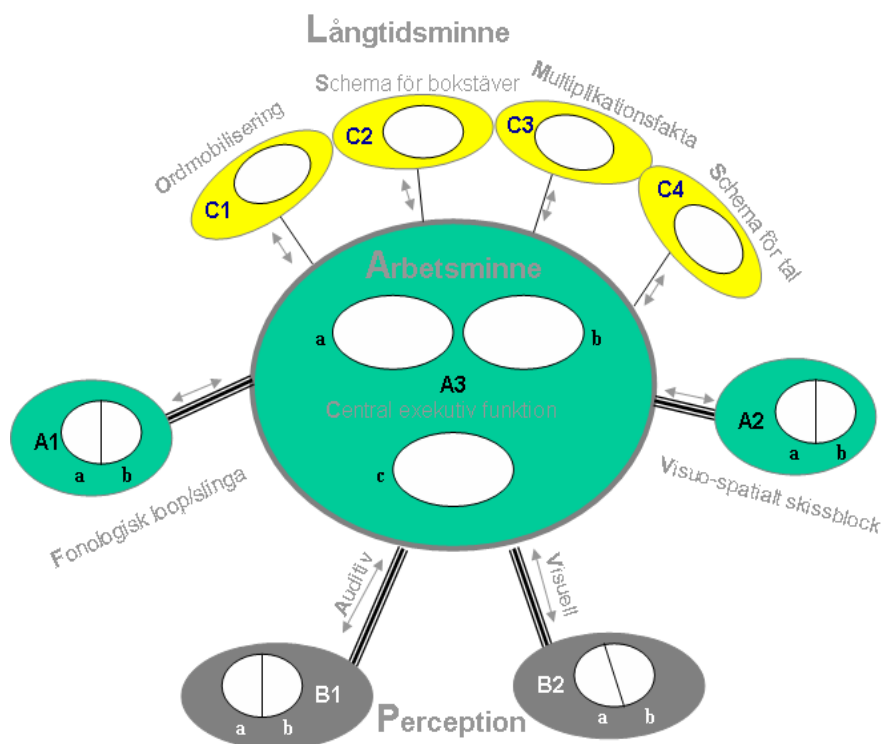 Långtidsminne
Schema för bokstäver
Multiplikationsfakta
Ordmobilisering
C2
C3
C1
C4
Schema för tal
Arbetsminne
a
b
A3
Central exekutiv funktion
A1
a b
A2
a b
c
Fonologisk loop/slinga
Visuo-spatialt skissblock
Auditiv
Visuell
B1
a b
B2
a b
Perception